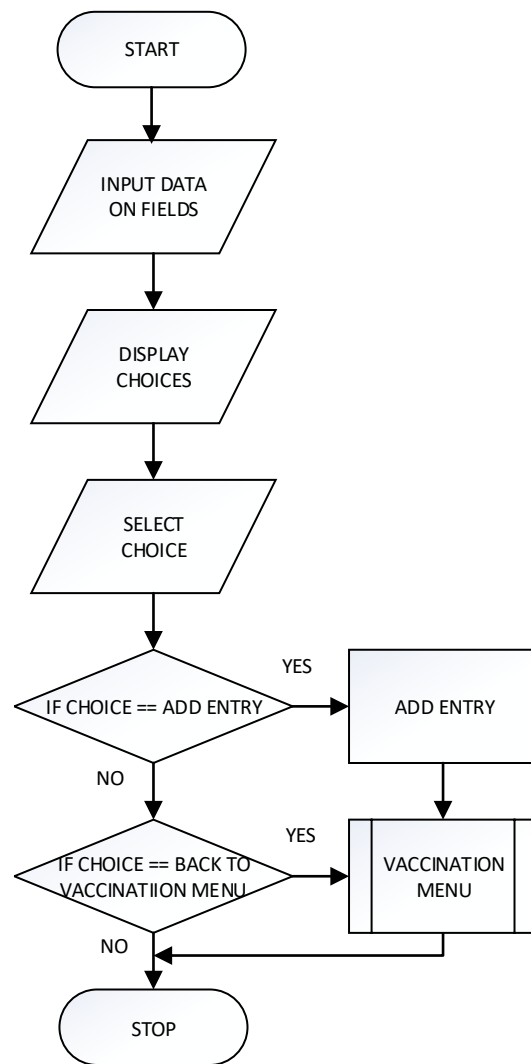 START
INPUT DATA
ON FIELDS
DISPLAY
CHOICES
SELECT
CHOICE
YES
IF CHOICE == ADD ENTRY
ADD ENTRY
NO
YES
IF CHOICE == BACK TO
VACCINATIION MENU
VACCINATION
MENU
NO
STOP